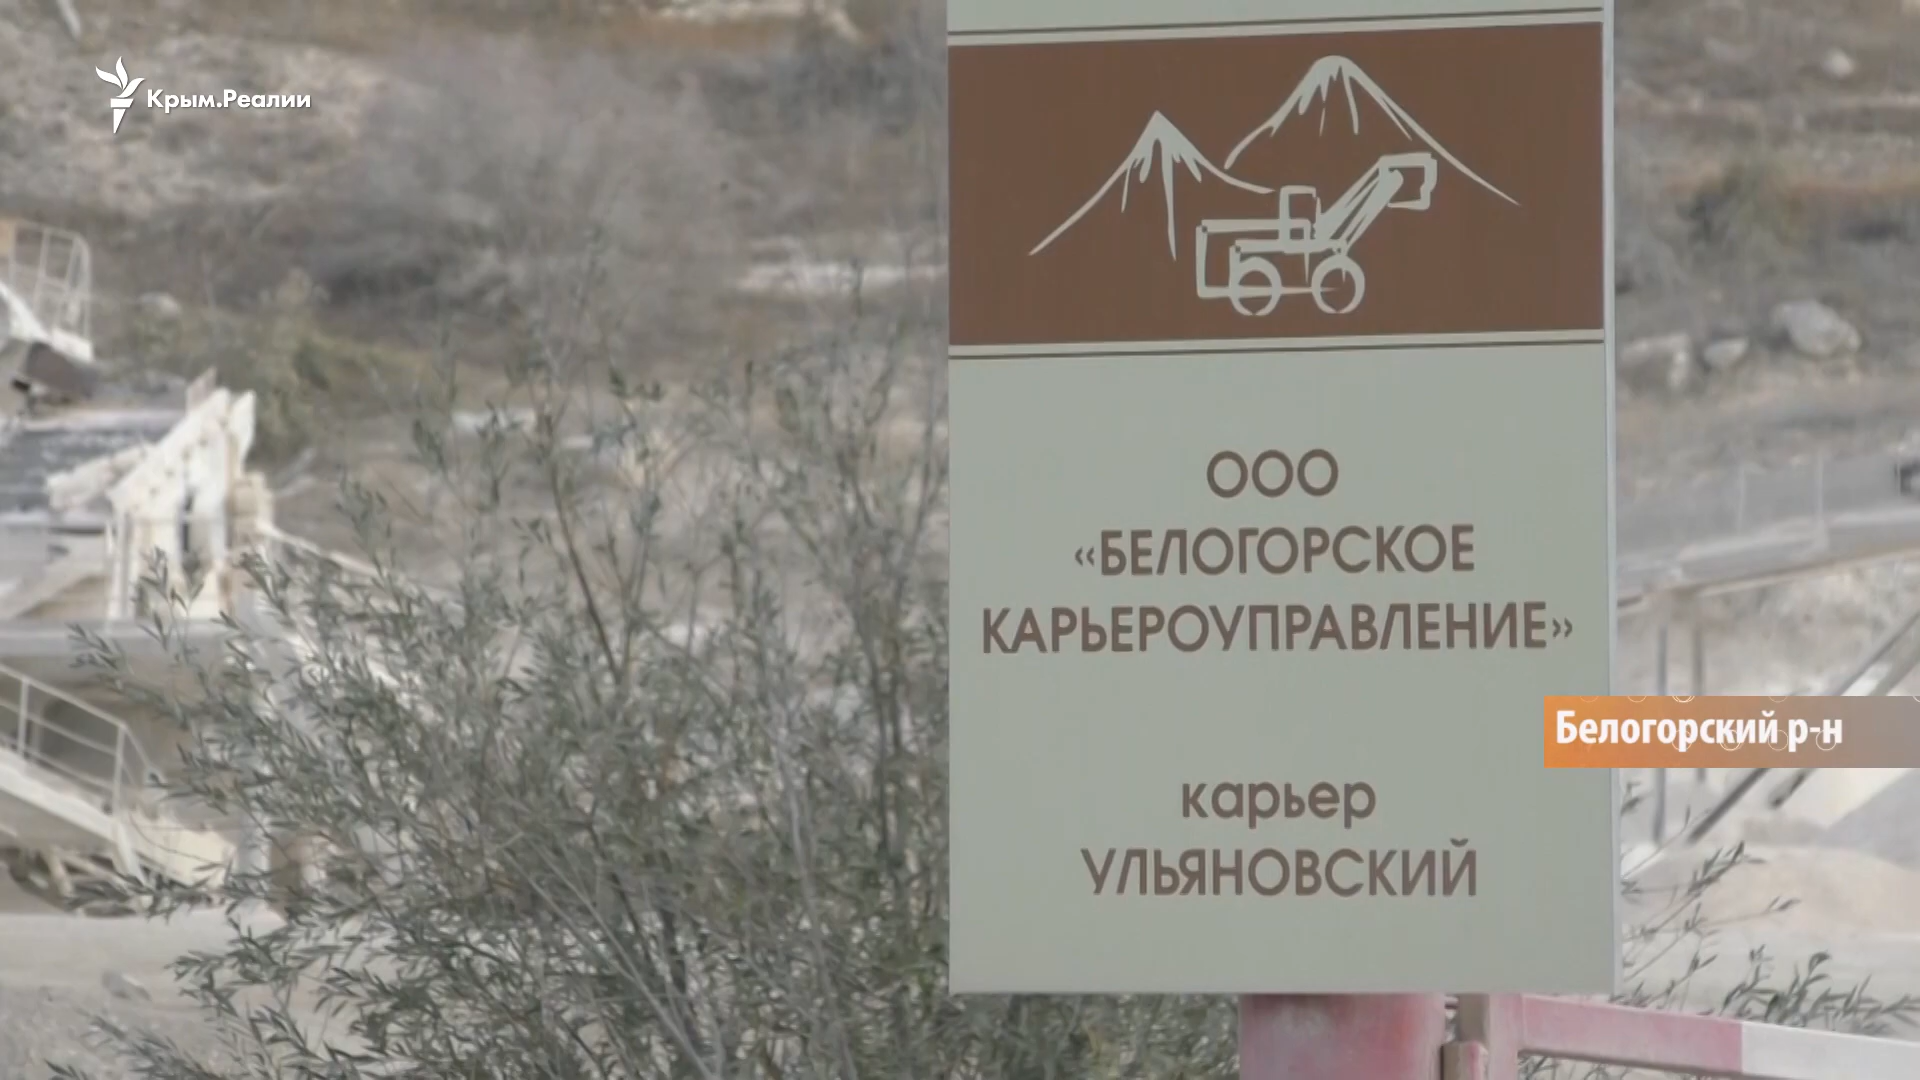 Крым.Реалии
ООО
«БЕЛОГОРСКОЕ
КАРЬЕРОУПРАВЛЕНИЕ»
Белогорский р-н
карьер
УЛЬЯНОВСКИЙ